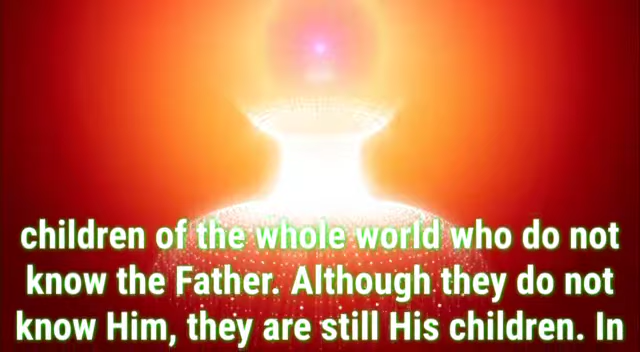 children of the whole world who do not
know the Father. Although they do not
know Him, they are still His children. In